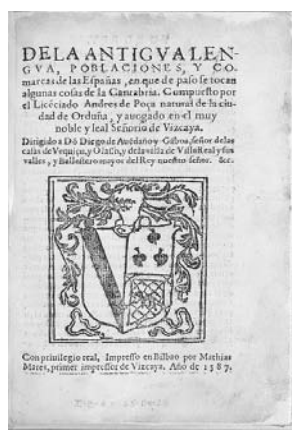 DE LA ANTIGVA LEN-
GVA, POBLACIONES, Y CO-
marcas de las Españas, en que de paso se tocan
algunas cosas de la Cantabria. Compuesto por
el Licēciado Andres de Poça natural de la ciu-
dad de Orduña, y auogado en el muy
noble y leal Señorio de Vizcaya.
Dirigido a Dō Diego de Auēdaño y Gāboa, señor de las
casas de Vrquiçu, y Olaso, y de la villa de Villa Real y sus
valles, y Ballestero mayor del Rey nuestro señor. &c.
Con priuilegio real, Impresso en Bilbao por Mathias
Mares, primer impressor de Vizcaya. Año de 1587.